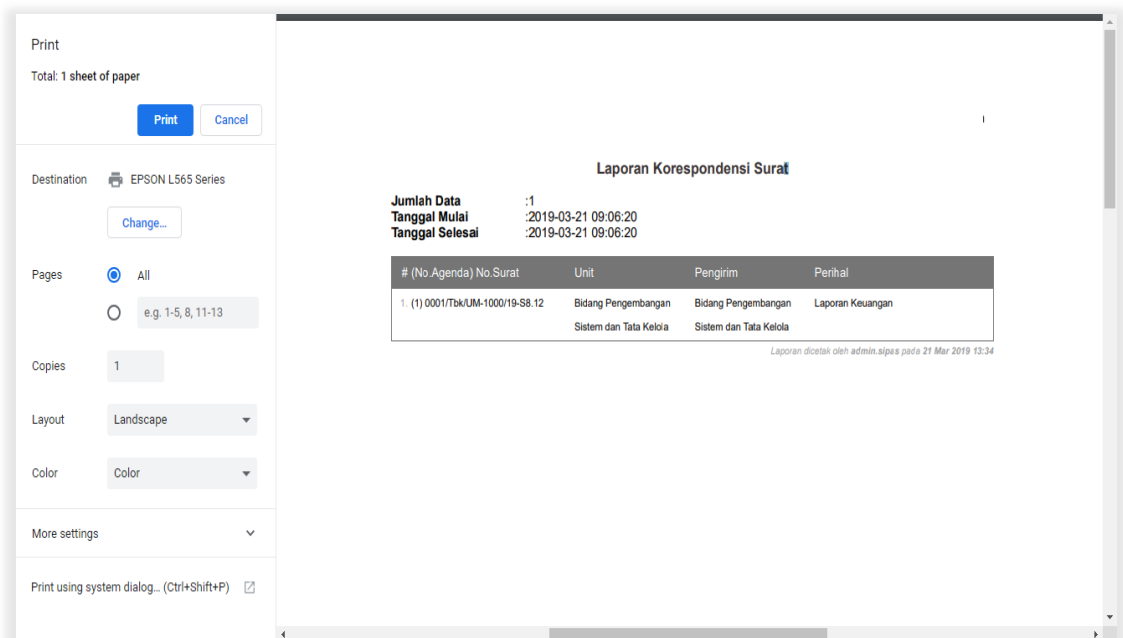 Print
Total: 1 sheet of paper
Print Cancel
Destination EPSON L565 Series
Change...
Pages All
e.g. 1-5, 8, 11-13
Copies 1
Layout Landscape
Color Color
More settings
Print using system dialog... (Ctrl+Shift+P)
Laporan Korespondensi Surat
Jumlah Data :1
Tanggal Mulai :2019-03-21 09:06:20
Tanggal Selesai :2019-03-21 09:06:20
# (No.Agenda) No.Surat Unit Pengirim Perihal
1. (1) 0001/Tbk/UM-1000/19-S8.12 Bidang Pengembangan Bidang Pengembangan Laporan Keuangan
Sistem dan Tata Kelola Sistem dan Tata Kelola
Laporan dicetak oleh admin.sipas pada 21 Mar 2019 13:34